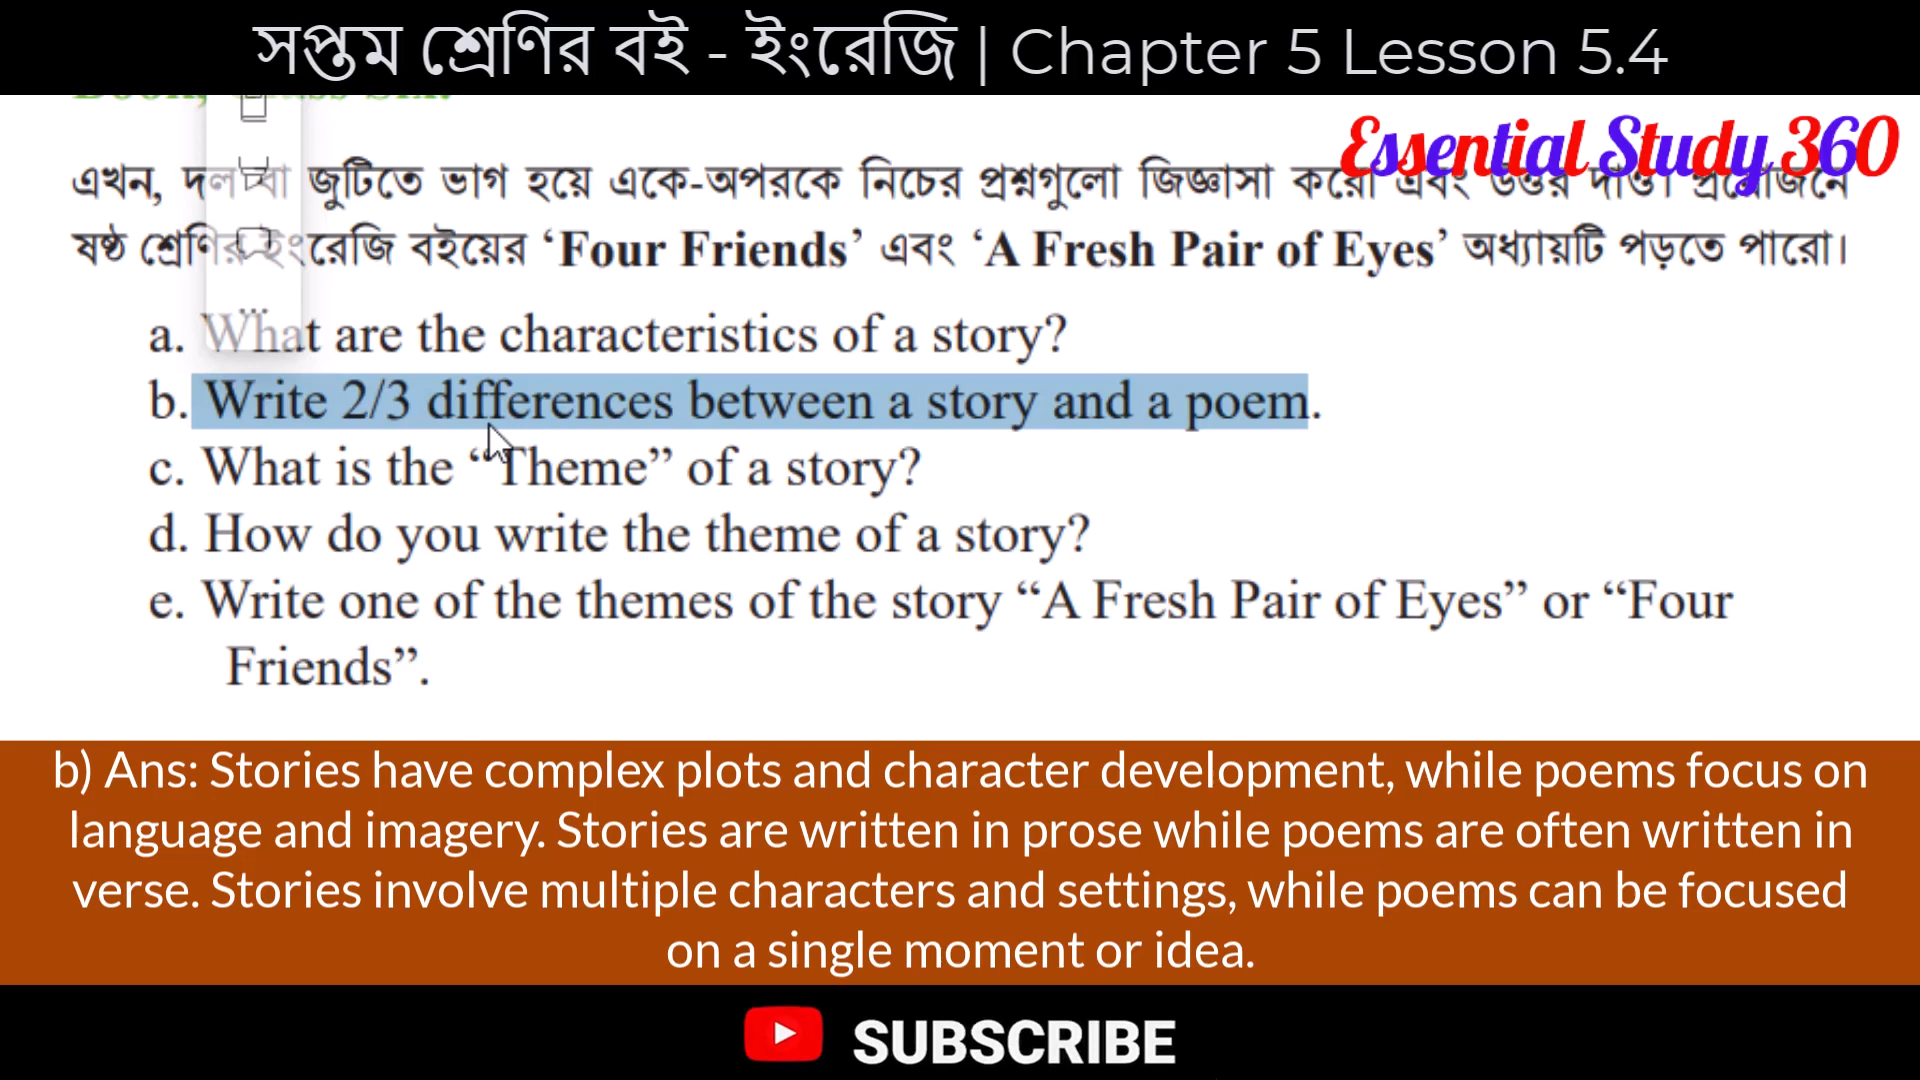 সপ্তম শ্রেণির বই - ইংরেজি | Chapter 5 Lesson 5.4
Essential Study 360
এখন, দল বা জুটিতে ভাগ হয়ে একে-অপরকে নিচের প্রশ্নগুলো জিজ্ঞাসা করো এবং উত্তর দাও। প্রয়োজনে
ষষ্ঠ শ্রেণির ইংরেজি বইয়ের ‘Four Friends’ এবং ‘A Fresh Pair of Eyes’ অধ্যায়টি পড়তে পারো।
a. What are the characteristics of a story?
b. Write 2/3 differences between a story and a poem.
c. What is the “Theme” of a story?
d. How do you write the theme of a story?
e. Write one of the themes of the story “A Fresh Pair of Eyes” or “Four
Friends”.
b) Ans: Stories have complex plots and character development, while poems focus on
language and imagery. Stories are written in prose while poems are often written in
verse. Stories involve multiple characters and settings, while poems can be focused
on a single moment or idea.
SUBSCRIBE